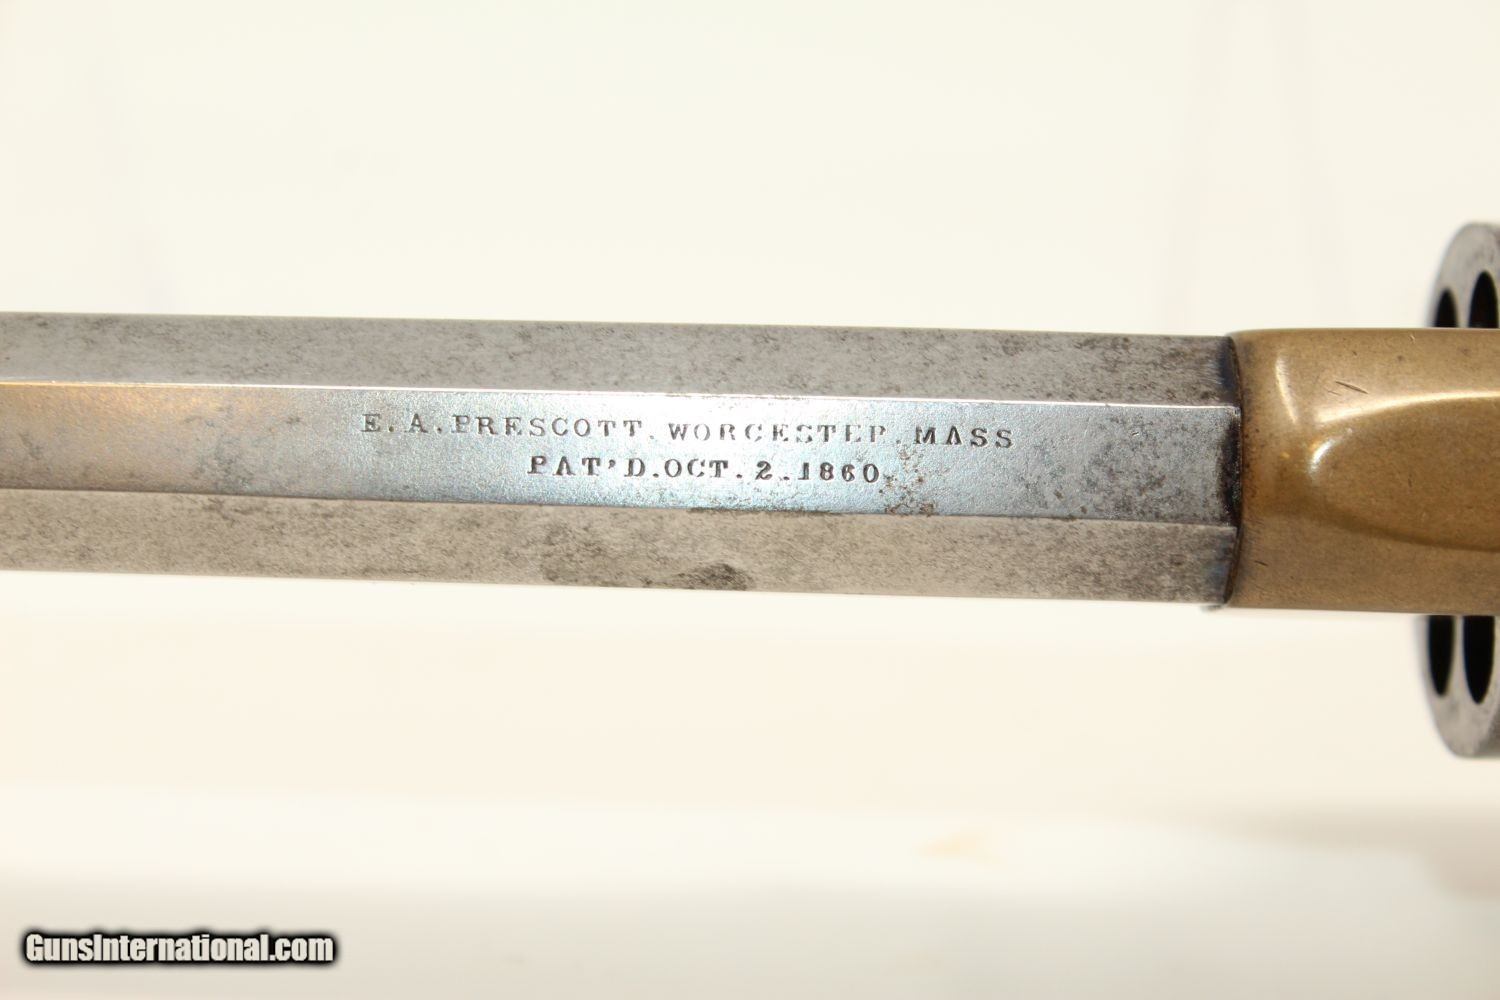 E. A. PRESCOTT. WORCESTER. MASS
PAT'D. OCT. 2. 1860.
GunsInternational.com